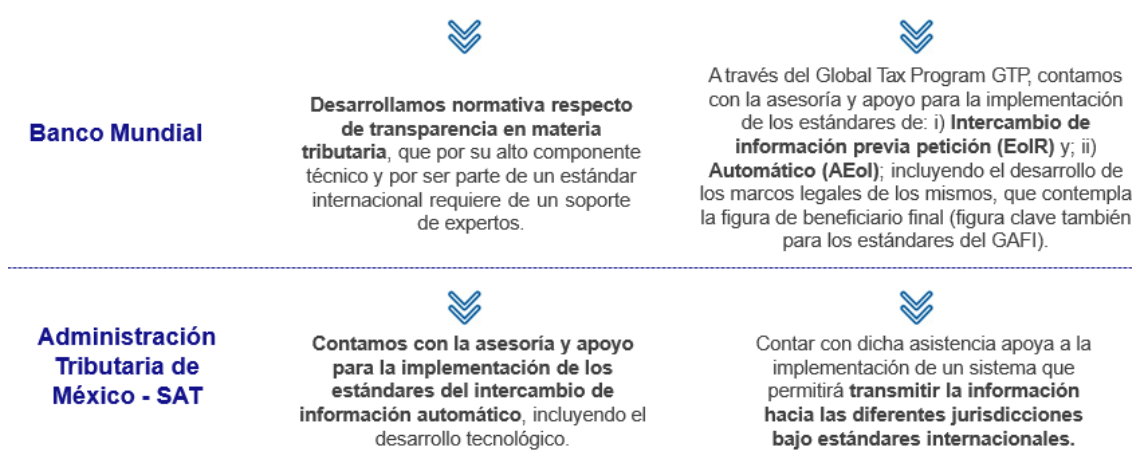 Banco Mundial
Desarrollamos normativa respecto
de transparencia en materia
tributaria, que por su alto componente
técnico y por ser parte de un estándar
internacional requiere de un soporte
de expertos.
A través del Global Tax Program GTP, contamos
con la asesoría y apoyo para la implementación
de los estándares de: i) Intercambio de
información previa petición (EoIR) y; ii)
Automático (AEoI); incluyendo el desarrollo de
los marcos legales de los mismos, que contempla
la figura de beneficiario final (figura clave también
para los estándares del GAFI).
Administración
Tributaria de
México - SAT
Contamos con la asesoría y apoyo
para la implementación de los
estándares del intercambio de
información automático, incluyendo el
desarrollo tecnológico.
Contar con dicha asistencia apoya a la
implementación de un sistema que
permitirá transmitir la información
hacia las diferentes jurisdicciones
bajo estándares internacionales.